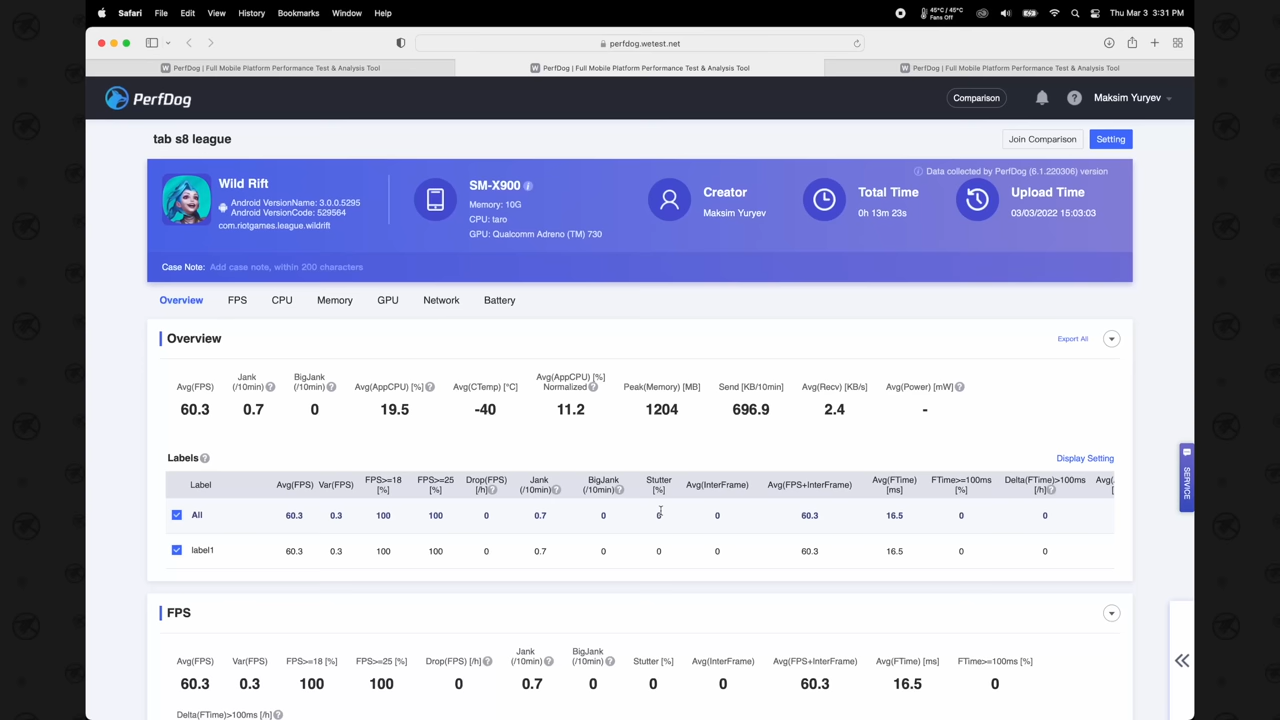 Safari File Edit View History Bookmarks Window Help
45°C / 45°C
Fans Off
Thu Mar 3 3:31 PM
perfdog.wetest.net
PerfDog | Full Mobile Platform Performance Test & Analysis Tool
PerfDog | Full Mobile Platform Performance Test & Analysis Tool
PerfDog | Full Mobile Platform Performance Test & Analysis Tool
PerfDog
Comparison
Maksim Yuryev
tab s8 league
Join Comparison
Setting
Data collected by PerfDog (6.1.220306) version
Wild Rift
Android VersionName: 3.0.0.5295
Android VersionCode: 529564
com.riotgames.league.wildrift
SM-X900
Memory: 10G
CPU: taro
GPU: Qualcomm Adreno (TM) 730
Creator
Maksim Yuryev
Total Time
0h 13m 23s
Upload Time
03/03/2022 15:03:03
Case Note: Add case note, within 200 characters
Overview FPS CPU Memory GPU Network Battery
Overview
Export All
Avg(FPS) Jank (/10min) BigJank (/10min) Avg(AppCPU) [%] Avg(CTemp) [°C] Avg(AppCPU) [%] Normalized Peak(Memory) [MB] Send [KB/10min] Avg(Recv) [KB/s] Avg(Power) [mW]
60.3 0.7 0 19.5 -40 11.2 1204 696.9 2.4 -
Labels
Display Setting
Label Avg(FPS) Var(FPS) FPS>=18 [%] FPS>=25 [%] Drop(FPS) [/h] Jank (/10min) BigJank (/10min) Stutter [%] Avg(InterFrame) Avg(FPS+InterFrame) Avg(FTime) [ms] FTime>=100ms [%] Delta(FTime)>100ms [/h] Avg(
All 60.3 0.3 100 100 0 0.7 0 0 0 60.3 16.5 0 0
label1 60.3 0.3 100 100 0 0.7 0 0 0 60.3 16.5 0 0
SERVICE
FPS
Avg(FPS) Var(FPS) FPS>=18 [%] FPS>=25 [%] Drop(FPS) [/h] Jank (/10min) BigJank (/10min) Stutter [%] Avg(InterFrame) Avg(FPS+InterFrame) Avg(FTime) [ms] FTime>=100ms [%]
60.3 0.3 100 100 0 0.7 0 0 0 60.3 16.5 0
Delta(FTime)>100ms [/h]